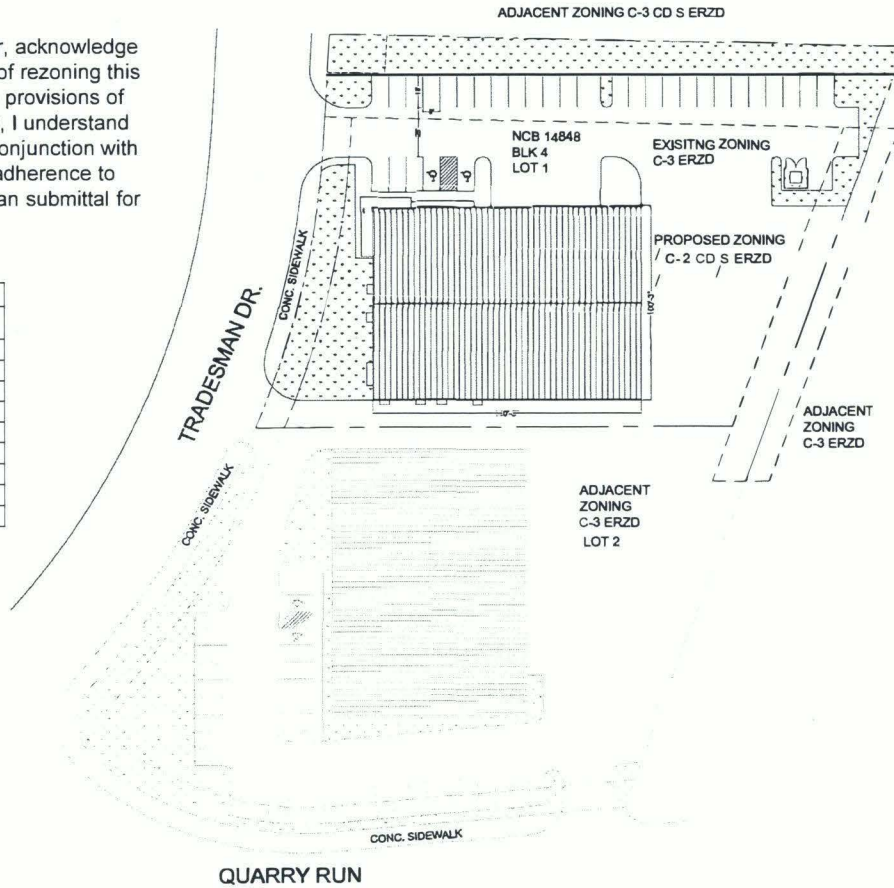 ADJACENT ZONING C-3 CD S ERZD
r, acknowledge
of rezoning this
provisions of
, I understand
onjunction with
adherence to
an submittal for
NCB 14848
BLK 4
LOT 1
EXISITNG ZONING
C-3 ERZD
PROPOSED ZONING
C-2 CD S ERZD
CONC. SIDEWALK
TRADESMAN DR.
100'-3"
ADJACENT
ZONING
C-3 ERZD
CONC. SIDEWALK
ADJACENT
ZONING
C-3 ERZD
LOT 2
CONC. SIDEWALK
QUARRY RUN